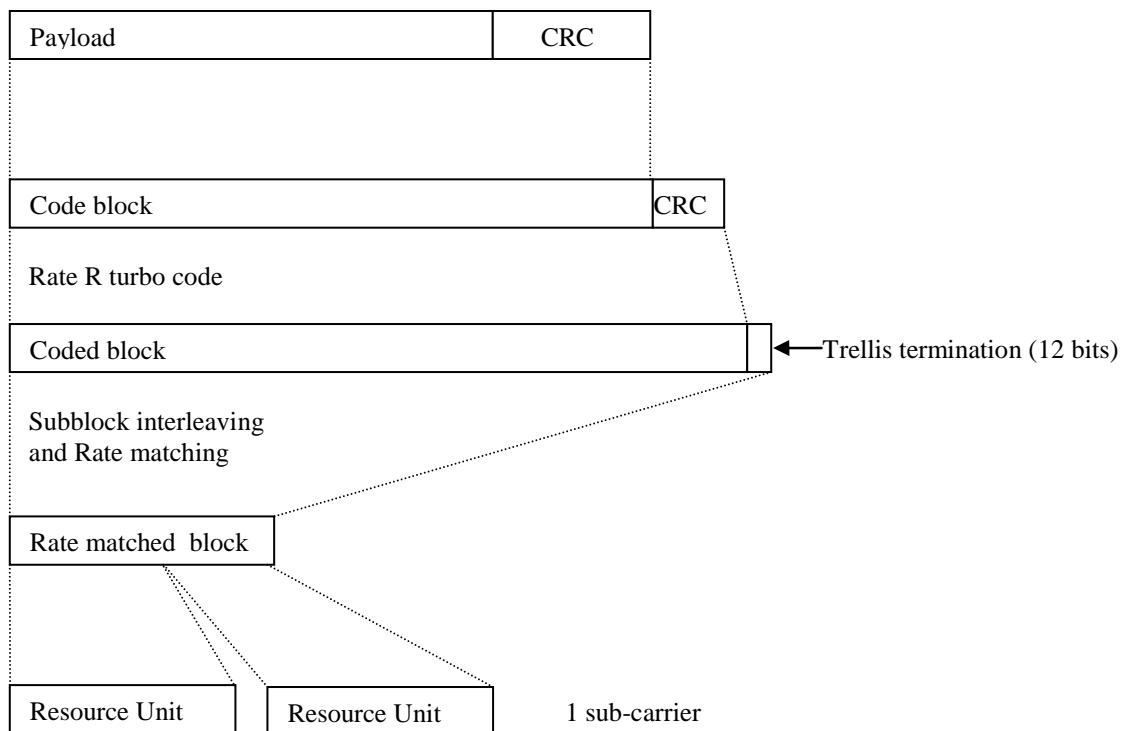 Payload CRC
Code block CRC
Rate R turbo code
Coded block Trellis termination (12 bits)
Subblock interleaving
and Rate matching
Rate matched block
Resource Unit Resource Unit 1 sub-carrier